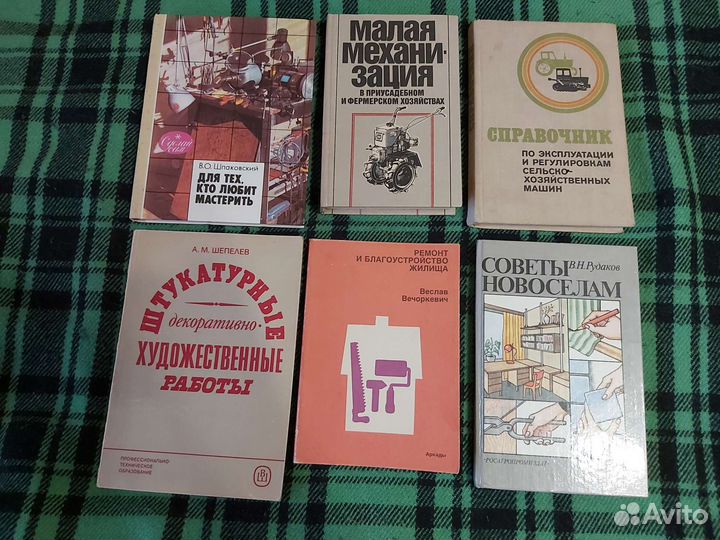 Сделай
сам
В.О. Шпаковский
ДЛЯ ТЕХ,
КТО ЛЮБИТ
МАСТЕРИТЬ
МАЛАЯ
МЕХАНИ-
ЗАЦИЯ
В ПРИУСАДЕБНОМ
И ФЕРМЕРСКОМ ХОЗЯЙСТВАХ
СПРАВОЧНИК
ПО ЭКСПЛУАТАЦИИ
И РЕГУЛИРОВКАМ
СЕЛЬСКО-
ХОЗЯЙСТВЕННЫХ
МАШИН
А. М. ШЕПЕЛЕВ
ШТУКАТУРНЫЕ
декоративно-
ХУДОЖЕСТВЕННЫЕ
РАБОТЫ
ПРОФЕССИОНАЛЬНО-
ТЕХНИЧЕСКОЕ
ОБРАЗОВАНИЕ
РЕМОНТ
И БЛАГОУСТРОЙСТВО
ЖИЛИЩА
Веслав
Вечоркевич
Аркады
В.Н. Рудаков
СОВЕТЫ
НОВОСЕЛАМ
РОСАГРОПРОМИЗДАТ
Avito